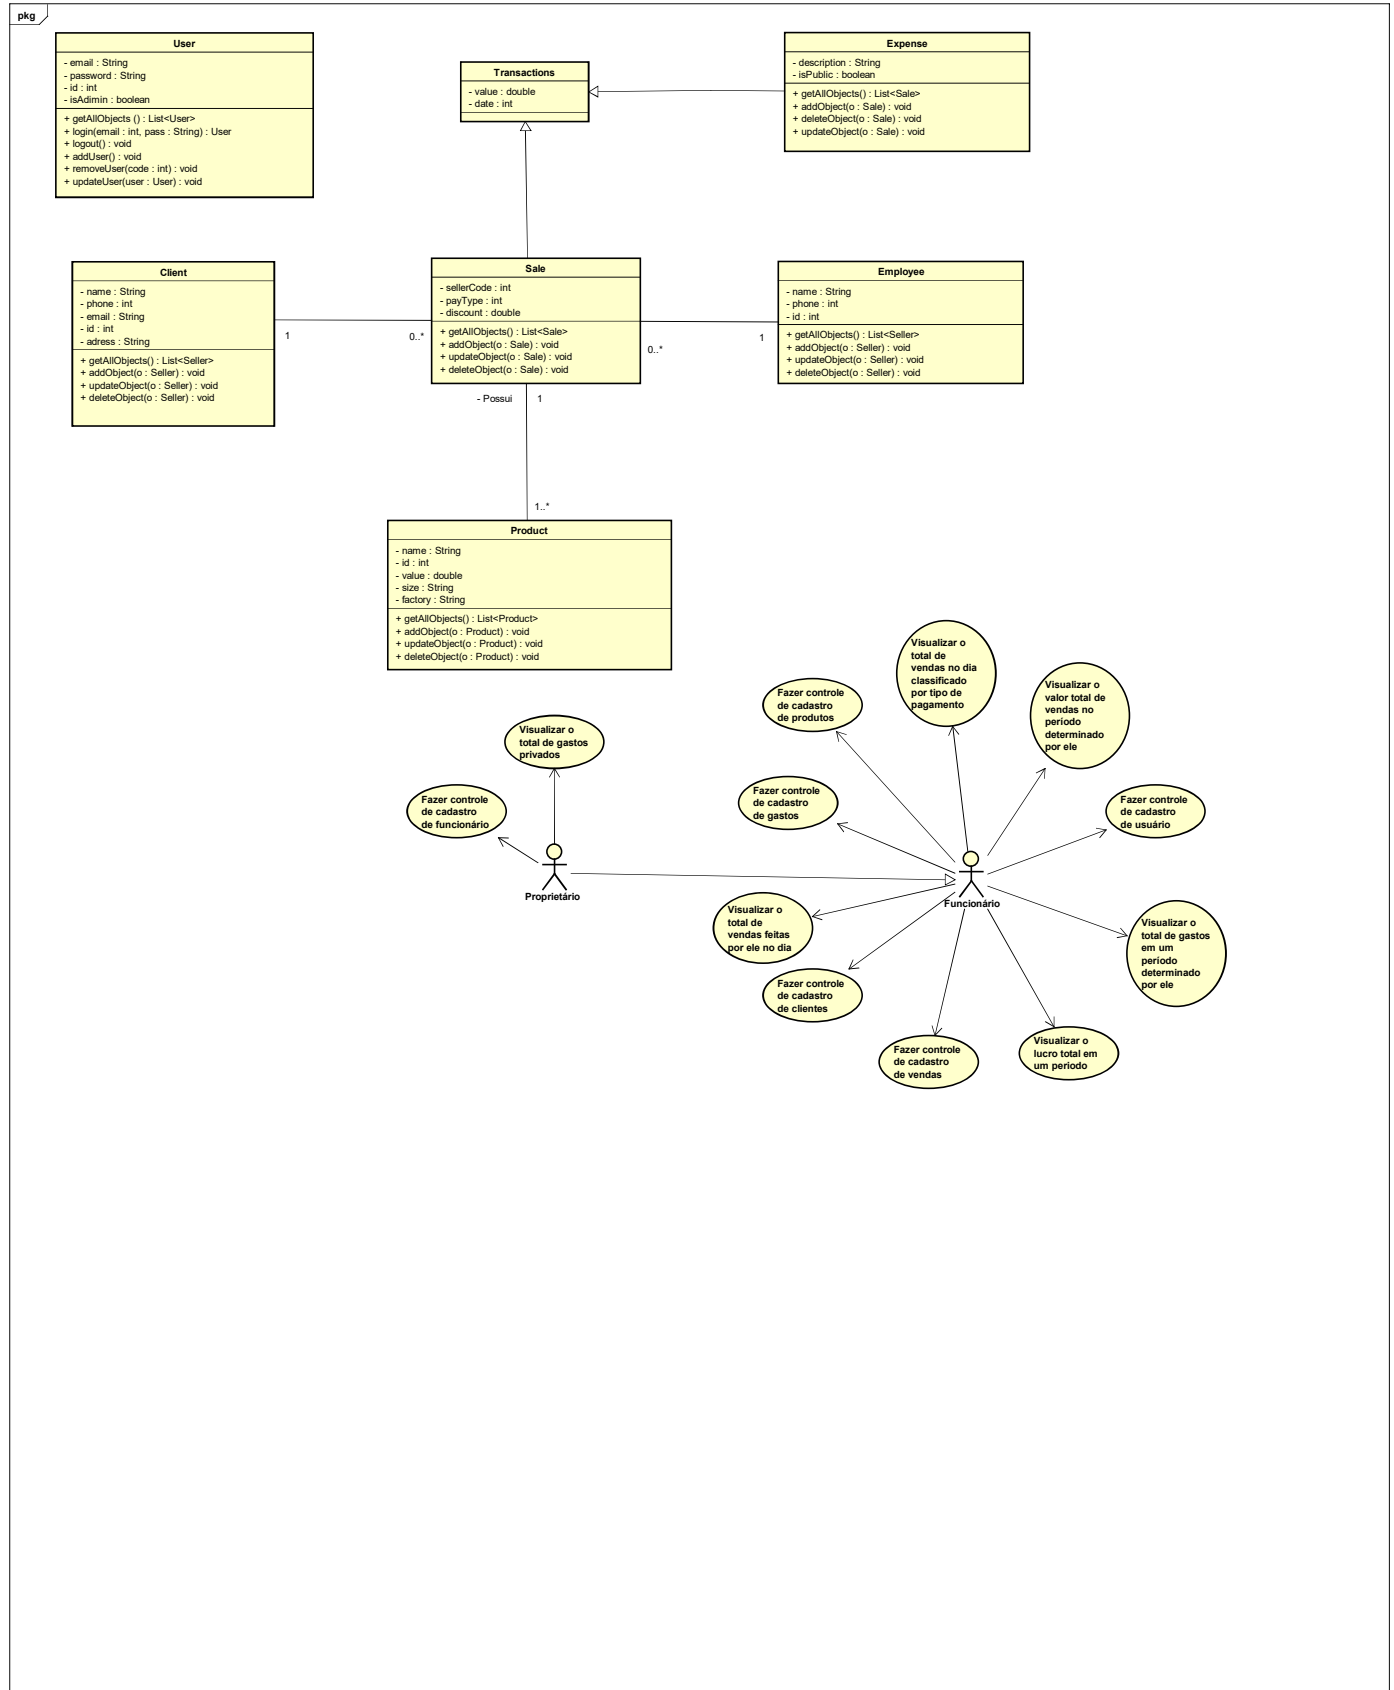 pkg
User
- email : String
- password : String
- id : int
- isAdimin : boolean
+ getAllObjects () : List<User>
+ login(email : int, pass : String) : User
+ logout() : void
+ addUser() : void
+ removeUser(code : int) : void
+ updateUser(user : User) : void
Transactions
- value : double
- date : int
Expense
- description : String
- isPublic : boolean
+ getAllObjects() : List<Sale>
+ addObject(o : Sale) : void
+ deleteObject(o : Sale) : void
+ updateObject(o : Sale) : void
Client
- name : String
- phone : int
- email : String
- id : int
- adress : String
+ getAllObjects() : List<Seller>
+ addObject(o : Seller) : void
+ updateObject(o : Seller) : void
+ deleteObject(o : Seller) : void
1
0..*
Sale
- sellerCode : int
- payType : int
- discount : double
+ getAllObjects() : List<Sale>
+ addObject(o : Sale) : void
+ updateObject(o : Sale) : void
+ deleteObject(o : Sale) : void
0..*
1
Employee
- name : String
- phone : int
- id : int
+ getAllObjects() : List<Seller>
+ addObject(o : Seller) : void
+ updateObject(o : Seller) : void
+ deleteObject(o : Seller) : void
- Possui
1
1..*
Product
- name : String
- id : int
- value : double
- size : String
- factory : String
+ getAllObjects() : List<Product>
+ addObject(o : Product) : void
+ updateObject(o : Product) : void
+ deleteObject(o : Product) : void
Visualizar o
total de gastos
privados
Fazer controle
de cadastro
de funcionário
Proprietário
Fazer controle
de cadastro
de produtos
Visualizar o
total de
vendas no dia
classificado
por tipo de
pagamento
Visualizar o
valor total de
vendas no
período
determinado
por ele
Fazer controle
de cadastro
de gastos
Fazer controle
de cadastro
de usuário
Funcionário
Visualizar o
total de
vendas feitas
por ele no dia
Visualizar o
total de gastos
em um
período
determinado
por ele
Fazer controle
de cadastro
de clientes
Fazer controle
de cadastro
de vendas
Visualizar o
lucro total em
um periodo